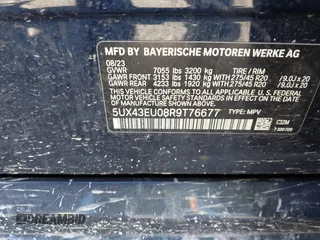 MFD BY BAYERISCHE MOTOREN WERKE AG
08/23 TIRE / RIM
GVWR: 7055 lbs 3200 kg
GAWR FRONT 3153 lbs 1430 kg WITH 275/45 R20 /9.0J x 20
GAWR REAR 4233 lbs 1920 kg WITH 275/45 R20 /9.0J x 20
THIS VEHICLE CONFORMS TO ALL APPLICABLE
U.S. FEDERAL MOTOR VEHICLE SAFETY STANDARDS
IN EFFECT ON THE DATE OF MANUFACTURE SHOWN ABOVE.
5UX43EU08R9T76677 TYPE: MPV
C32M
DREAMBID